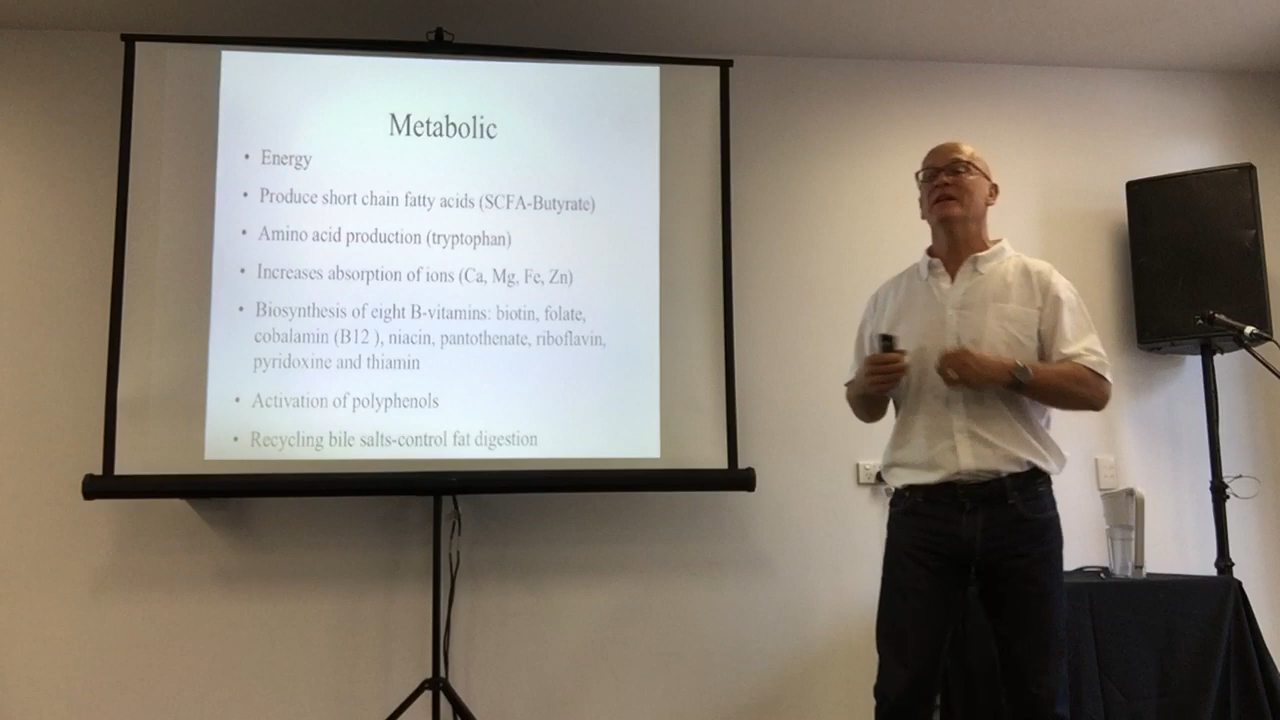 Metabolic
• Energy
• Produce short chain fatty acids (SCFA-Butyrate)
• Amino acid production (tryptophan)
• Increases absorption of ions (Ca, Mg, Fe, Zn)
• Biosynthesis of eight B-vitamins: biotin, folate,
cobalamin (B12 ), niacin, pantothenate, riboflavin,
pyridoxine and thiamin
• Activation of polyphenols
• Recycling bile salts-control fat digestion